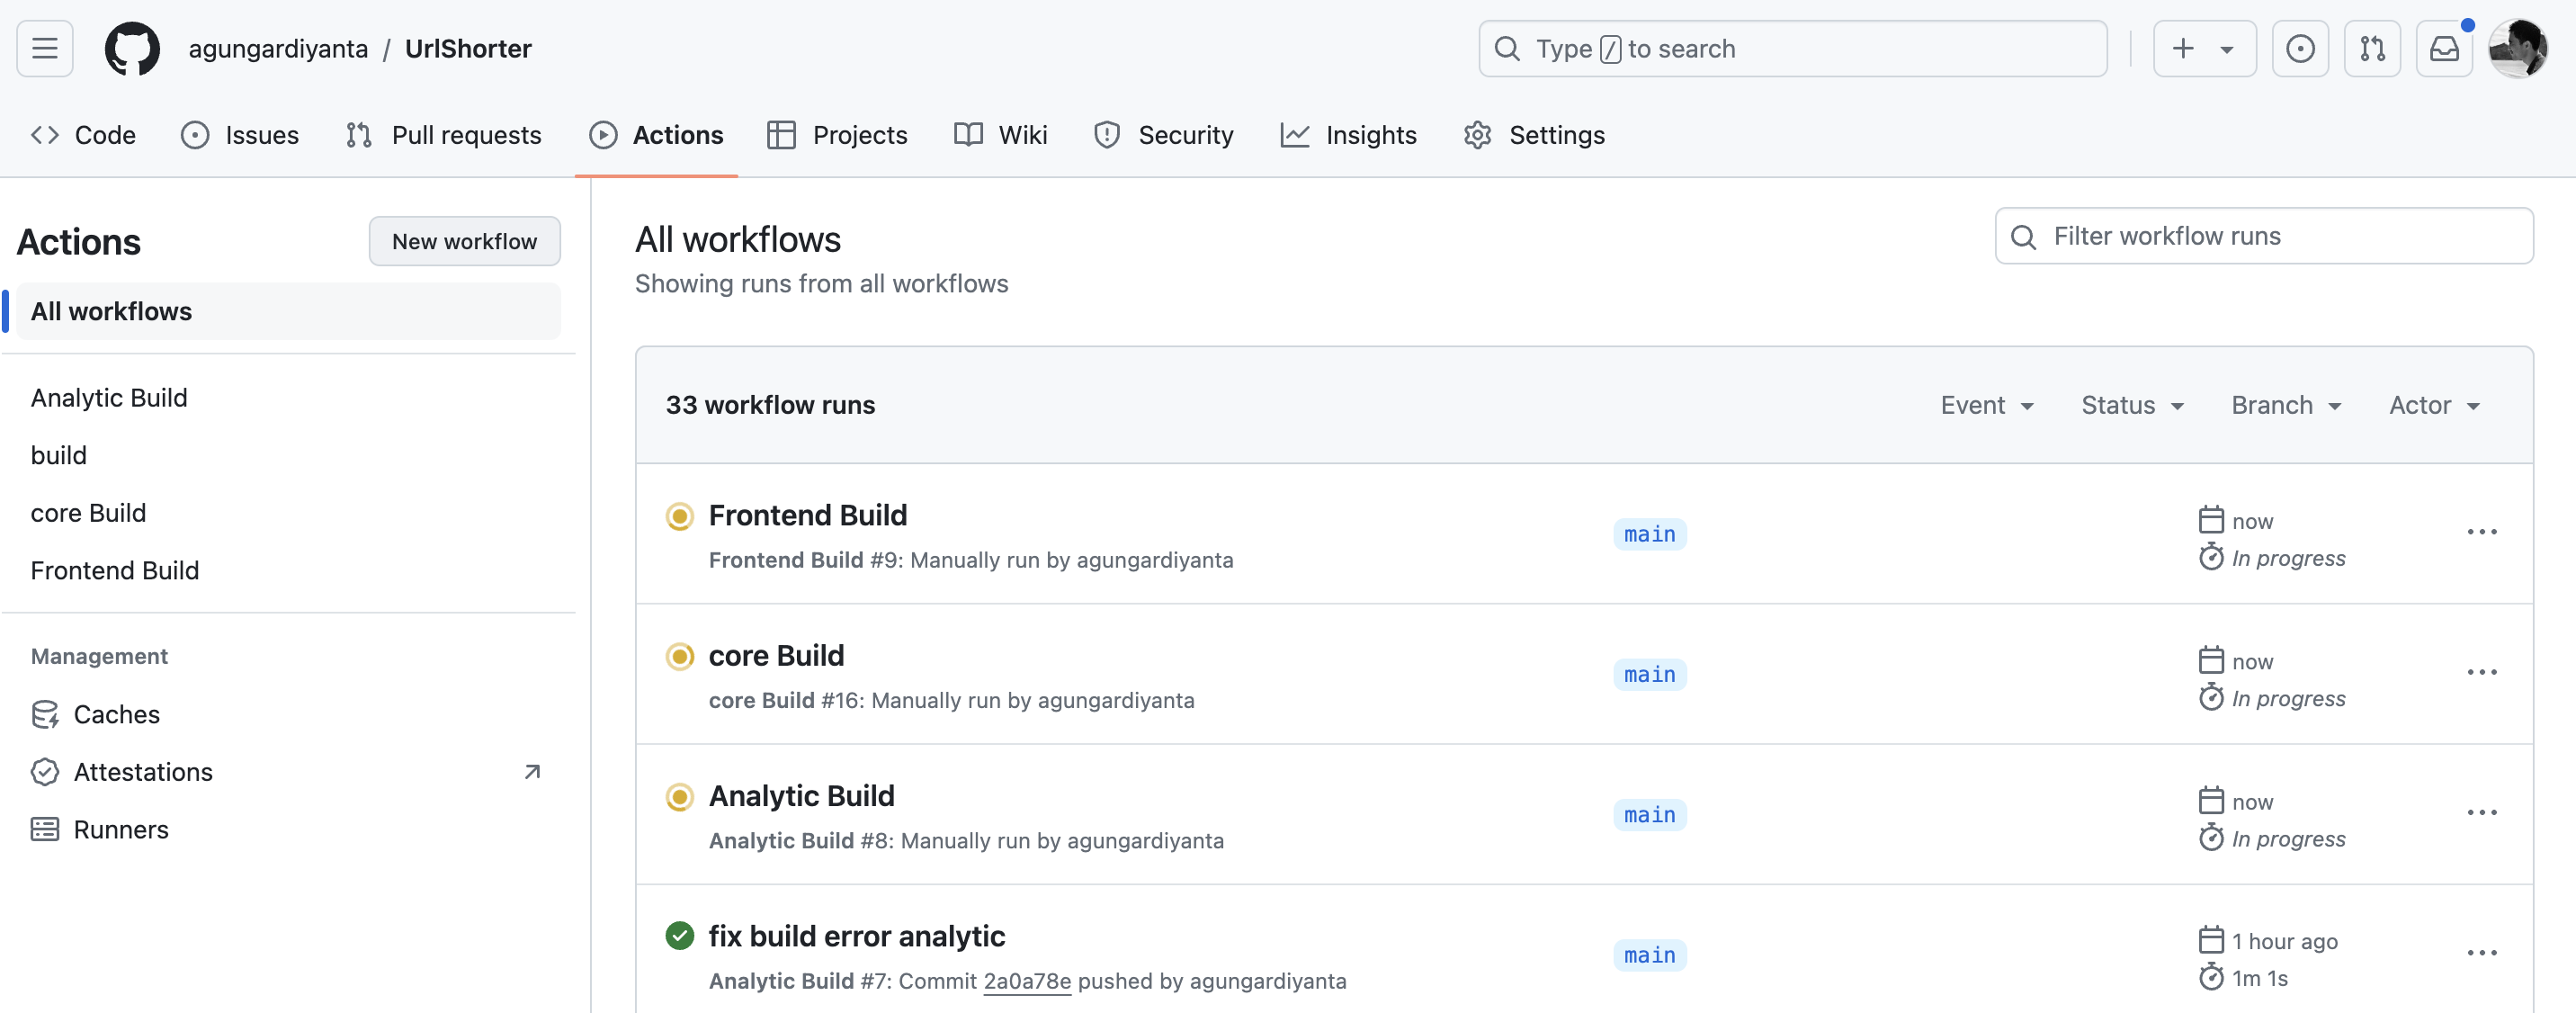 agungardiyanta / UrlShorter
Type / to search
Code
Issues
Pull requests
Actions
Projects
Wiki
Security
Insights
Settings
Actions
New workflow
All workflows
Analytic Build
build
core Build
Frontend Build
Management
Caches
Attestations
Runners
All workflows
Showing runs from all workflows
Filter workflow runs
33 workflow runs
Event
Status
Branch
Actor
Frontend Build
Frontend Build #9: Manually run by agungardiyanta
main
now
In progress
core Build
core Build #16: Manually run by agungardiyanta
main
now
In progress
Analytic Build
Analytic Build #8: Manually run by agungardiyanta
main
now
In progress
fix build error analytic
Analytic Build #7: Commit 2a0a78e pushed by agungardiyanta
main
1 hour ago
1m 1s